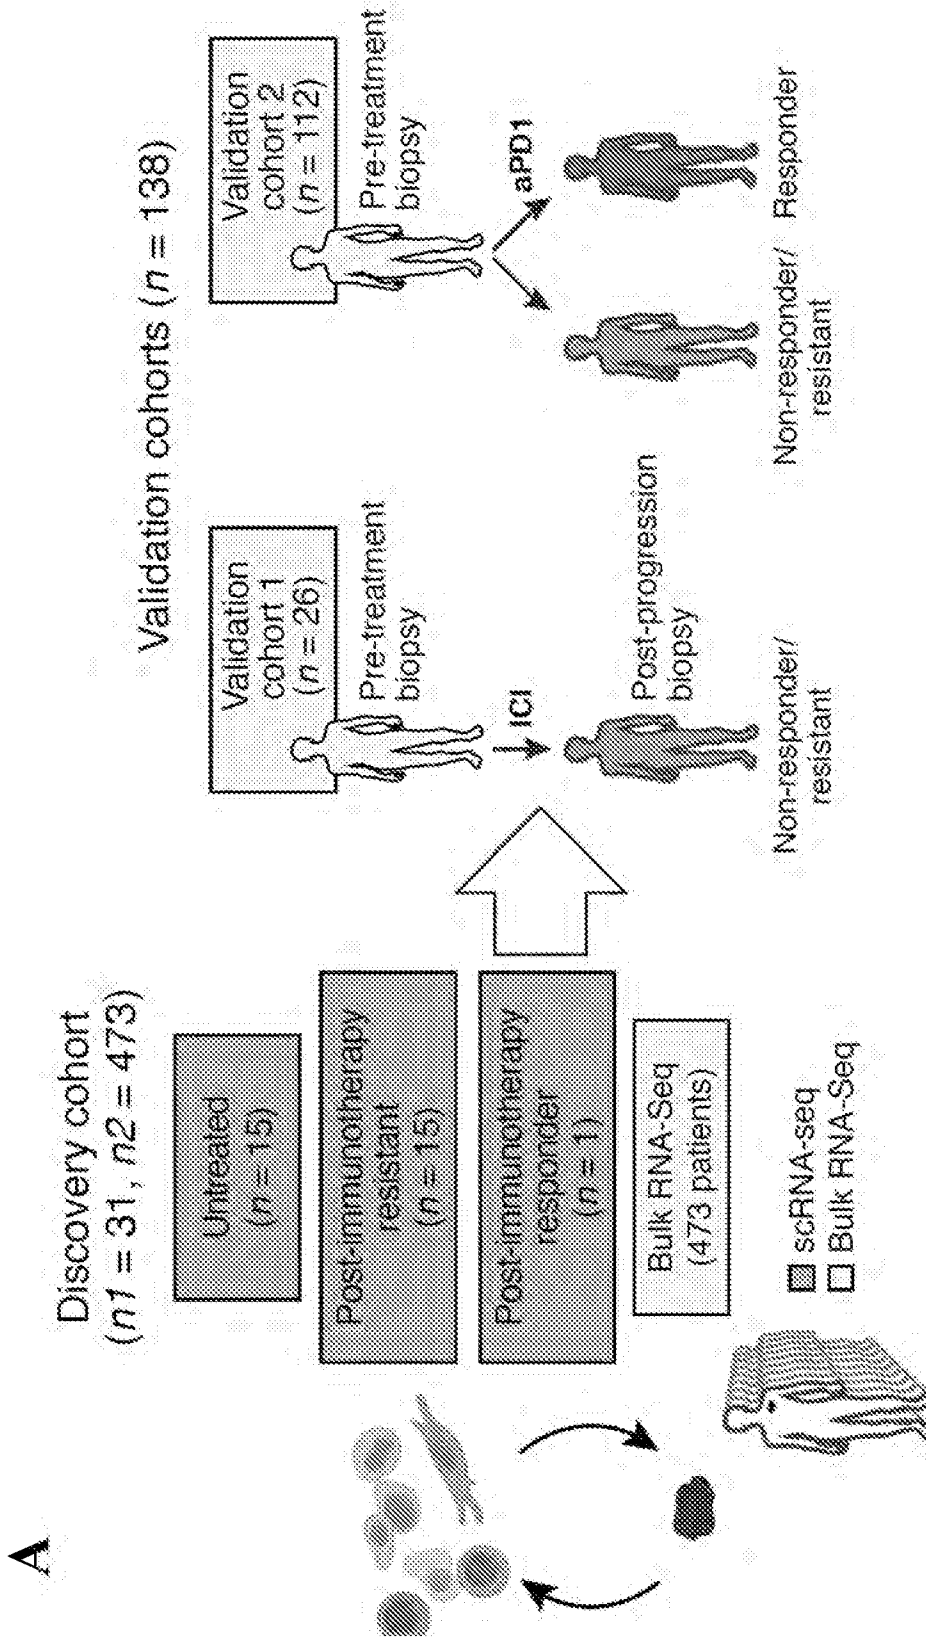 A
Discovery cohort
(n1 = 31, n2 = 473)
Untreated
(n = 15)
Post-immunotherapy
resistant
(n = 15)
Post-immunotherapy
responder
(n = 1)
Bulk RNA-Seq
(473 patients)
scRNA-seq
Bulk RNA-Seq
Validation cohorts (n = 138)
Validation
cohort 1
(n = 26)
Pre-treatment
biopsy
ICI
Post-progression
biopsy
Non-responder/
resistant
Validation
cohort 2
(n = 112)
Pre-treatment
biopsy
aPD1
Non-responder/
resistant
Responder